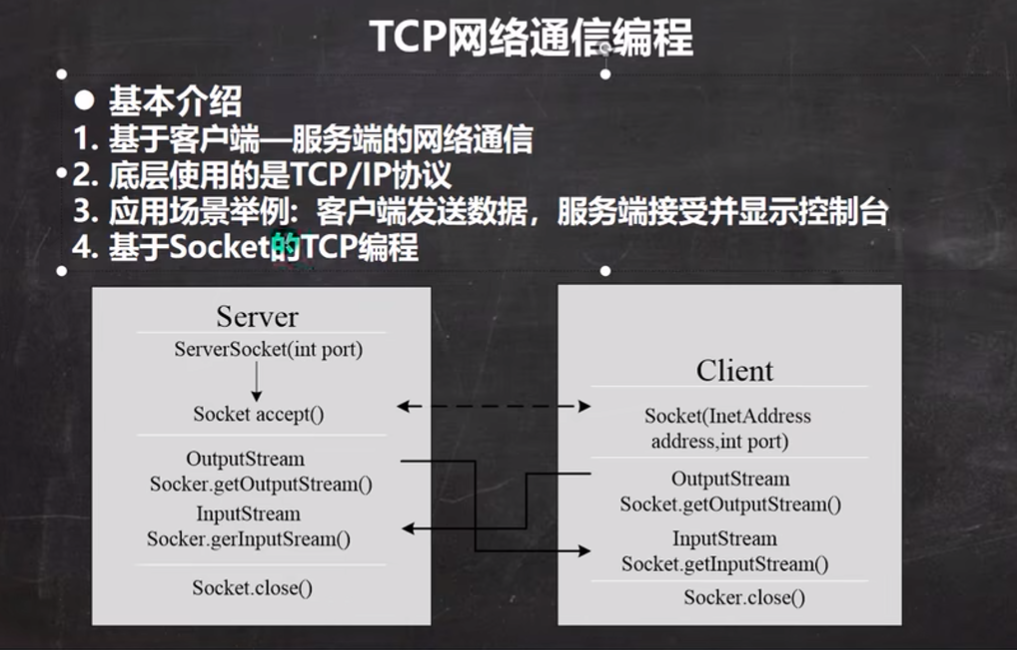 TCP网络通信编程
● 基本介绍
1. 基于客户端—服务端的网络通信
2. 底层使用的是TCP/IP协议
3. 应用场景举例：客户端发送数据，服务端接受并显示控制台
4. 基于Socket的TCP编程
Server
ServerSocket(int port)
Socket accept()
OutputStream
Socker.getOutputStream()
InputStream
Socker.gerInputSream()
Socket.close()
Client
Socket(InetAddress
address,int port)
OutputStream
Socket.getOutputStream()
InputStream
Socket.getInputStream()
Socker.close()